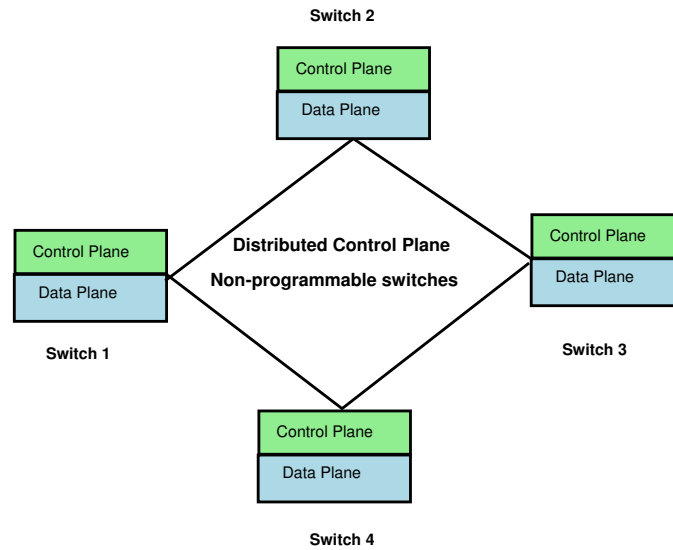 Switch 2
Control Plane
Data Plane
Control Plane
Data Plane
Switch 1
Distributed Control Plane
Non-programmable switches
Control Plane
Data Plane
Switch 3
Control Plane
Data Plane
Switch 4